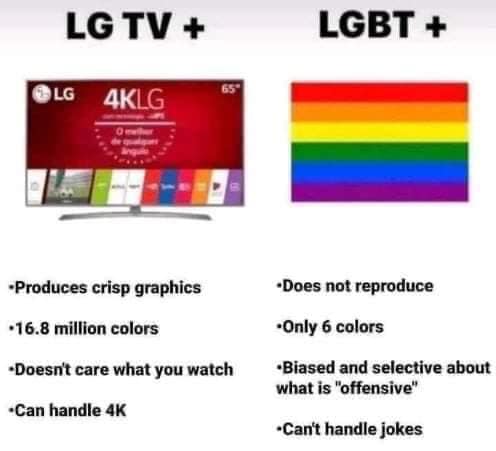 LG TV +
LGBT +
LG
4KLG
65"
O melhor
de qualquer
ângulo
•Produces crisp graphics
•16.8 million colors
•Doesn't care what you watch
•Can handle 4K
•Does not reproduce
•Only 6 colors
•Biased and selective about
what is "offensive"
•Can't handle jokes